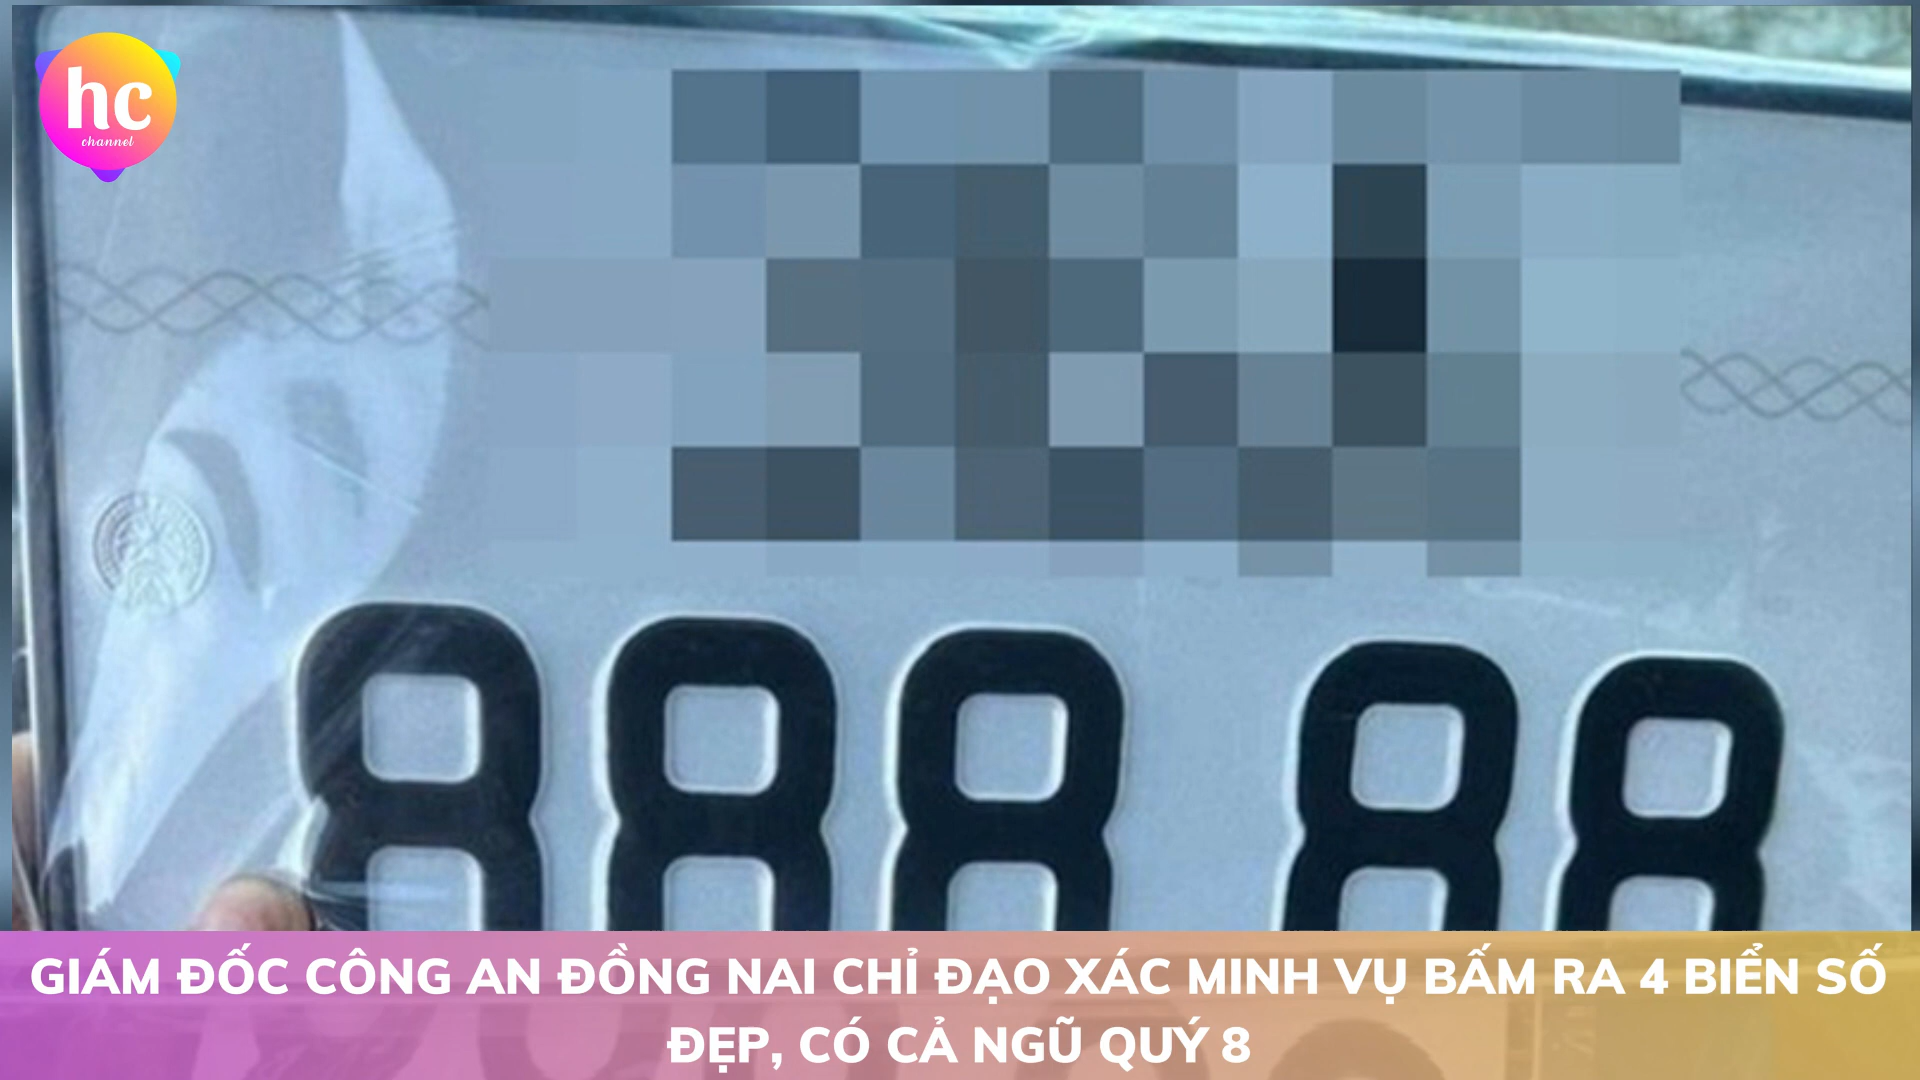 hc
channel
888 88
GIÁM ĐỐC CÔNG AN ĐỒNG NAI CHỈ ĐẠO XÁC MINH VỤ BẤM RA 4 BIỂN SỐ
ĐẸP, CÓ CẢ NGŨ QUÝ 8